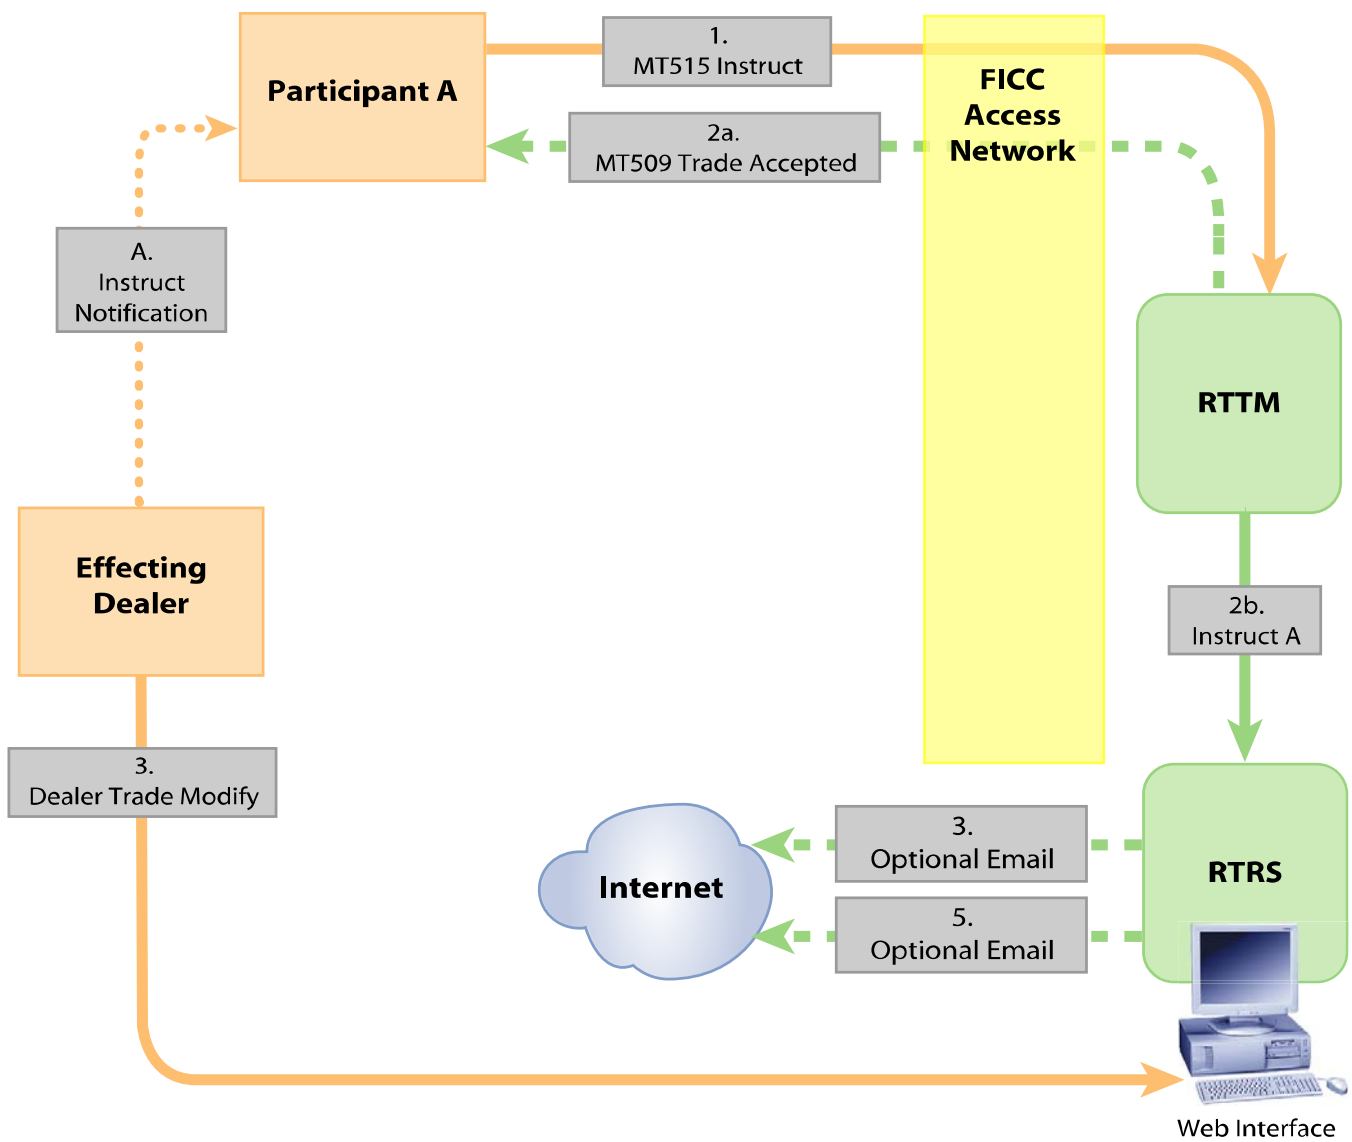 1.
MT515 Instruct
Participant A
FICC
Access
Network
2a.
MT509 Trade Accepted
A.
Instruct
Notification
RTTM
Effecting
Dealer
2b.
Instruct A
3.
Dealer Trade Modify
3.
Optional Email
Internet
RTRS
5.
Optional Email
Web Interface